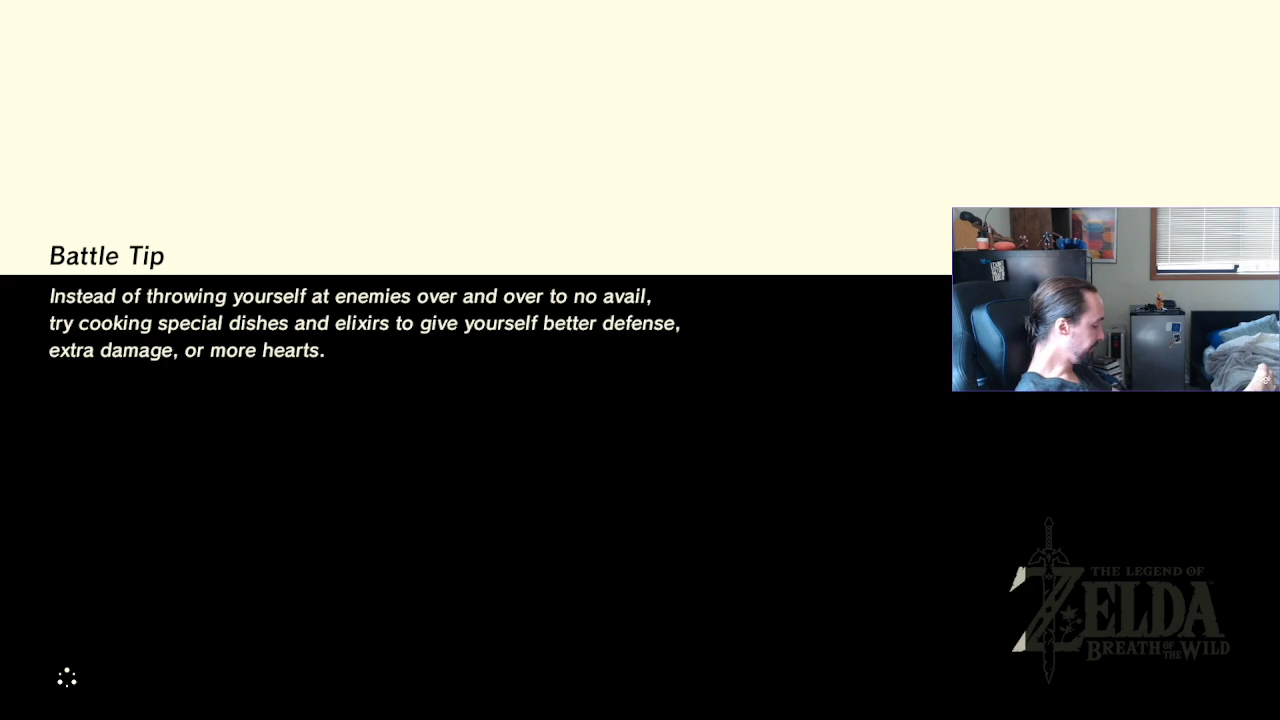 Battle Tip
Instead of throwing yourself at enemies over and over to no avail,
try cooking special dishes and elixirs to give yourself better defense,
extra damage, or more hearts.
THE LEGEND OF
ZELDA
BREATH OF THE WILD